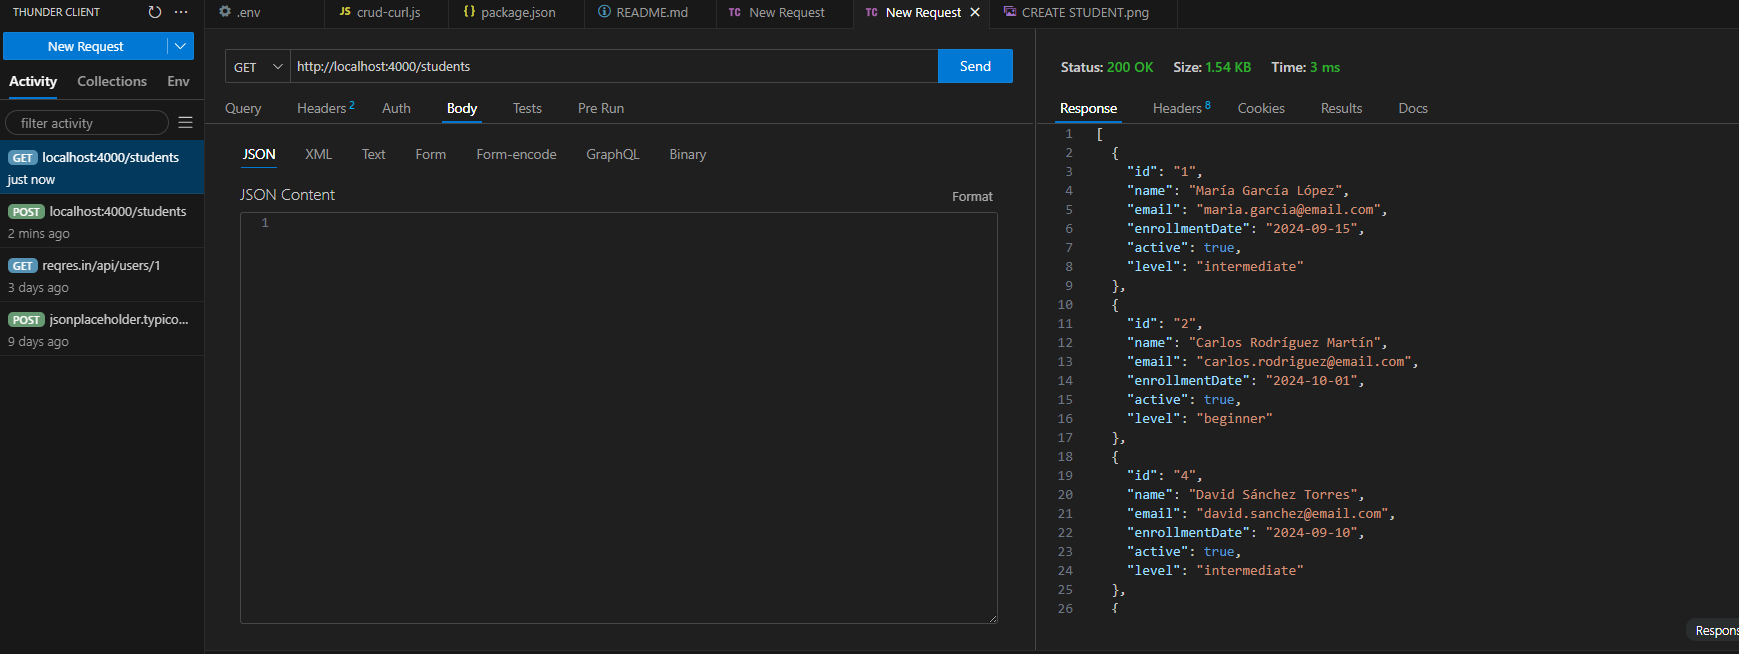 THUNDER CLIENT
New Request
Activity Collections Env
filter activity
GET localhost:4000/students
just now
POST localhost:4000/students
2 mins ago
GET reqres.in/api/users/1
3 days ago
POST jsonplaceholder.typico...
9 days ago
.env
JS crud-curl.js
{} package.json
README.md
TC New Request
TC New Request
CREATE STUDENT.png
GET http://localhost:4000/students Send
Query Headers 2 Auth Body Tests Pre Run
JSON XML Text Form Form-encode GraphQL Binary
JSON Content Format
1
Status: 200 OK Size: 1.54 KB Time: 3 ms
Response Headers 8 Cookies Results Docs
1 [
2 {
3 "id": "1",
4 "name": "María García López",
5 "email": "maria.garcia@email.com",
6 "enrollmentDate": "2024-09-15",
7 "active": true,
8 "level": "intermediate"
9 },
10 {
11 "id": "2",
12 "name": "Carlos Rodríguez Martín",
13 "email": "carlos.rodriguez@email.com",
14 "enrollmentDate": "2024-10-01",
15 "active": true,
16 "level": "beginner"
17 },
18 {
19 "id": "4",
20 "name": "David Sánchez Torres",
21 "email": "david.sanchez@email.com",
22 "enrollmentDate": "2024-09-10",
23 "active": true,
24 "level": "intermediate"
25 },
26 {
Respons